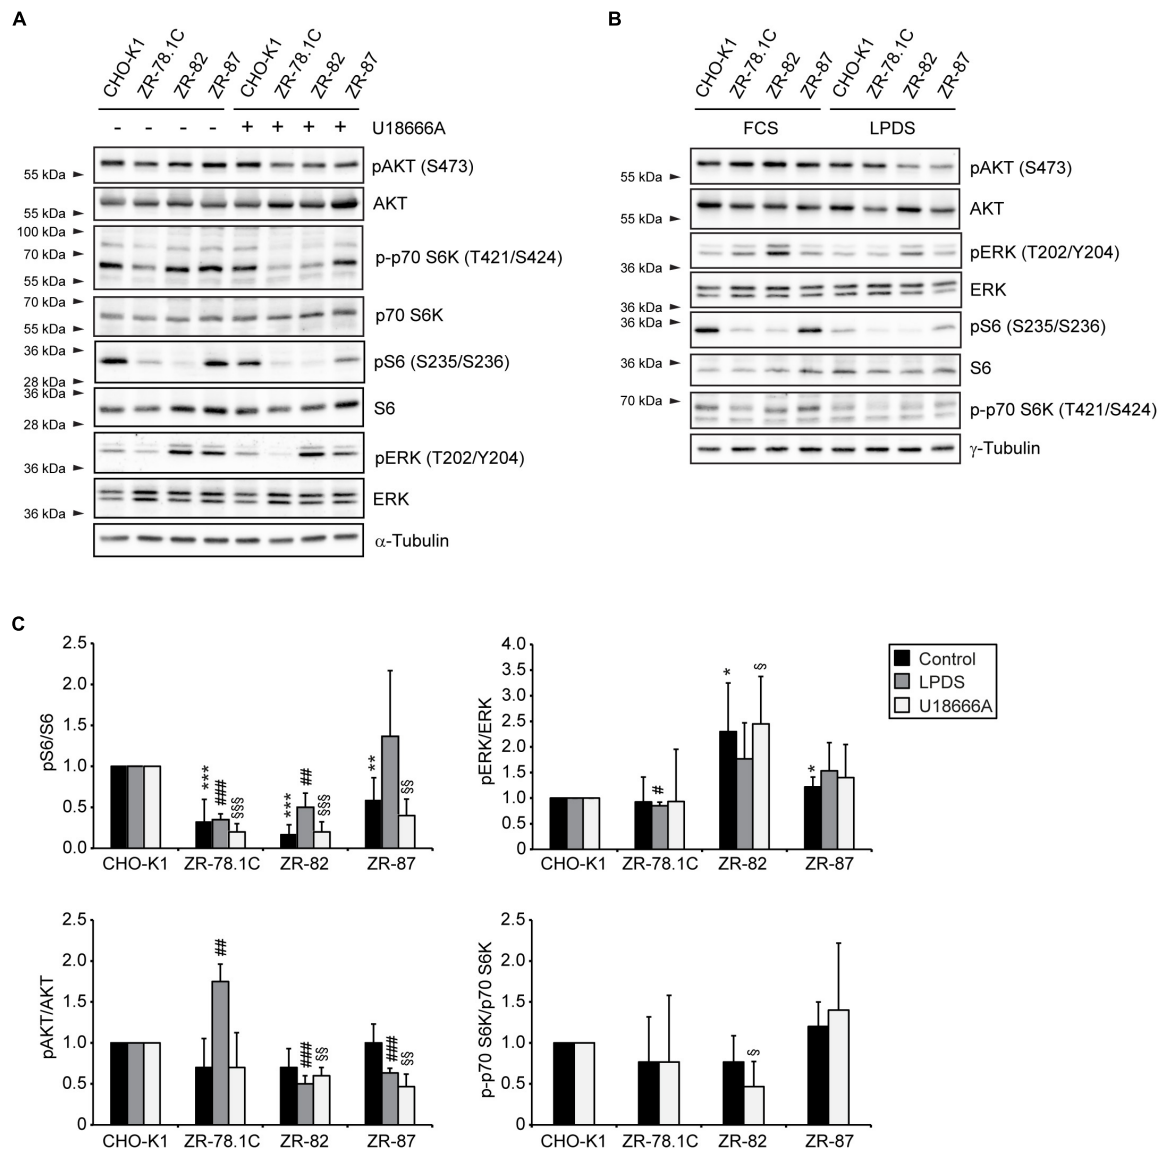 A
CHO-K1 ZR-78.1C ZR-82 ZR-87 CHO-K1 ZR-78.1C ZR-82 ZR-87
- - - - + + + + U18666A
55 kDa pAKT (S473)
55 kDa AKT
100 kDa
70 kDa p-p70 S6K (T421/S424)
55 kDa
70 kDa p70 S6K
55 kDa
36 kDa pS6 (S235/S236)
28 kDa
36 kDa S6
28 kDa
36 kDa pERK (T202/Y204)
36 kDa ERK
α-Tubulin
B
CHO-K1 ZR-78.1C ZR-82 ZR-87 CHO-K1 ZR-78.1C ZR-82 ZR-87
FCS LPDS
55 kDa pAKT (S473)
55 kDa AKT
36 kDa pERK (T202/Y204)
36 kDa ERK
36 kDa pS6 (S235/S236)
36 kDa S6
70 kDa p-p70 S6K (T421/S424)
γ-Tubulin
C
pS6/S6
2.5
2.0
1.5
1.0
0.5
0.0
*** ### §§§ *** ## §§§ ** §§
CHO-K1 ZR-78.1C ZR-82 ZR-87
pERK/ERK
4.0
3.5
3.0
2.5
2.0
1.5
1.0
0.5
0
# * § *
CHO-K1 ZR-78.1C ZR-82 ZR-87
Control
LPDS
U18666A
pAKT/AKT
2.5
2.0
1.5
1.0
0.5
0
## ### §§ ### §§
CHO-K1 ZR-78.1C ZR-82 ZR-87
p-p70 S6K/p70 S6K
2.5
2.0
1.5
1.0
0.5
0
§
CHO-K1 ZR-78.1C ZR-82 ZR-87